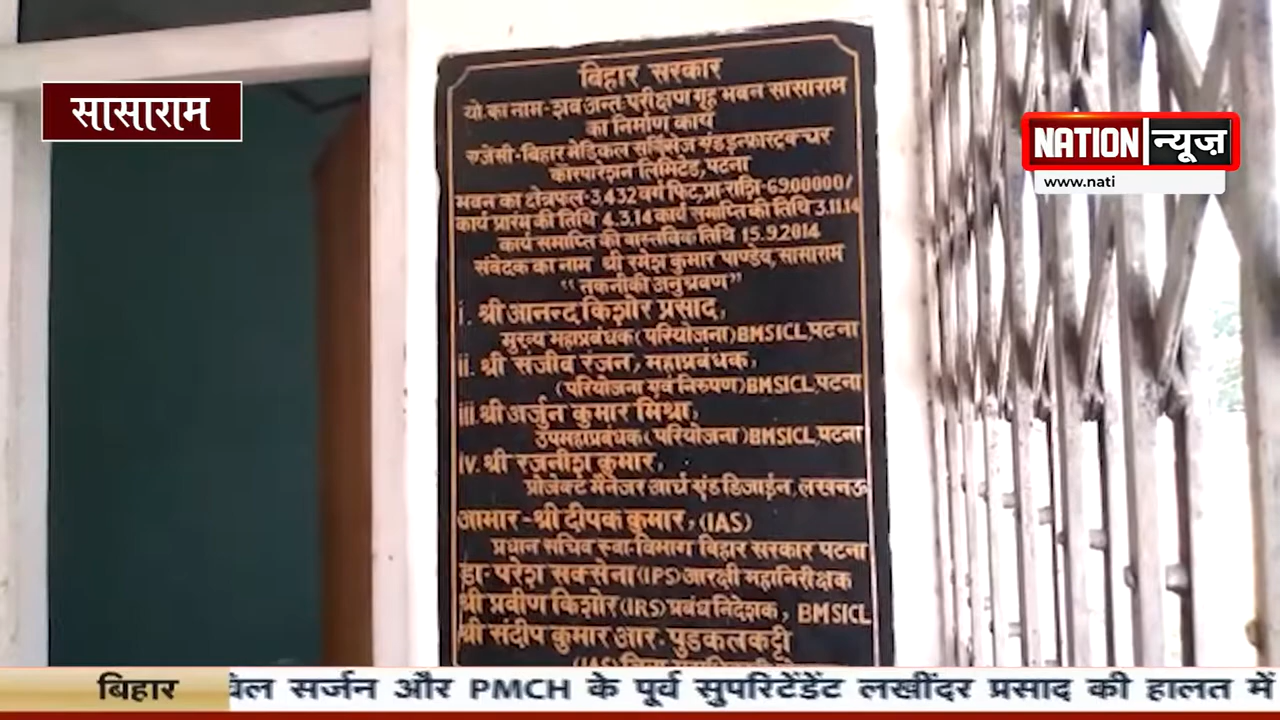 सासाराम
NATION न्यूज़
www.nati
बिहार सरकार
यो.का नाम-शव अन्त-परीक्षण गृह भवन सासाराम
का निर्माण कार्य
एजेंसी-बिहार मेडिकल सर्विसेज एंड इन्फ्रास्ट्रक्चर
कारपोरेशन लिमिटेड, पटना
भवन का क्षेत्रफल-3,432 वर्ग फिट, प्रा.राशि-6900000/
कार्य प्रारंभ की तिथि 4.3.14 कार्य समाप्ति की तिथि 3.11.14
कार्य समाप्ति की वास्तविक तिथि 15.9.2014
संवेदक का नाम श्री रमेश कुमार पाण्डेय, सासाराम
“तकनीकी अनुश्रवण”
i. श्री आनन्द किशोर प्रसाद,
मुख्य महाप्रबंधक (परियोजना) BMSICL, पटना
ii. श्री संजीव रंजन, महाप्रबंधक,
(परियोजना एवं निरुपण) BMSICL, पटना
iii. श्री अर्जुन कुमार मिश्रा,
उपमहाप्रबंधक (परियोजना) BMSICL, पटना
iv. श्री रजनीश कुमार,
प्रोजेक्ट मैनेजर आर्च एंड डिजाईन, लखनऊ
आभार-श्री दीपक कुमार, (IAS)
प्रधान सचिव स्वा-विभाग बिहार सरकार पटना
डा- परेश सक्सेना (IPS) आरक्षी महानिरीक्षक
श्री प्रवीण किशोर (IRS) प्रबंध निदेशक, BMSICL
श्री संदीप कुमार आर- पुडकलकट्टी
बिहार
सर्जन और PMCH के पूर्व सुपरिटेंडेंट लखींदर प्रसाद की हालत में